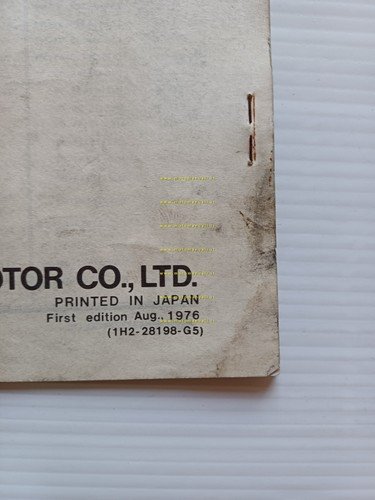 OTOR CO., LTD.
PRINTED IN JAPAN
First edition Aug., 1976
(1H2-28198-G5)